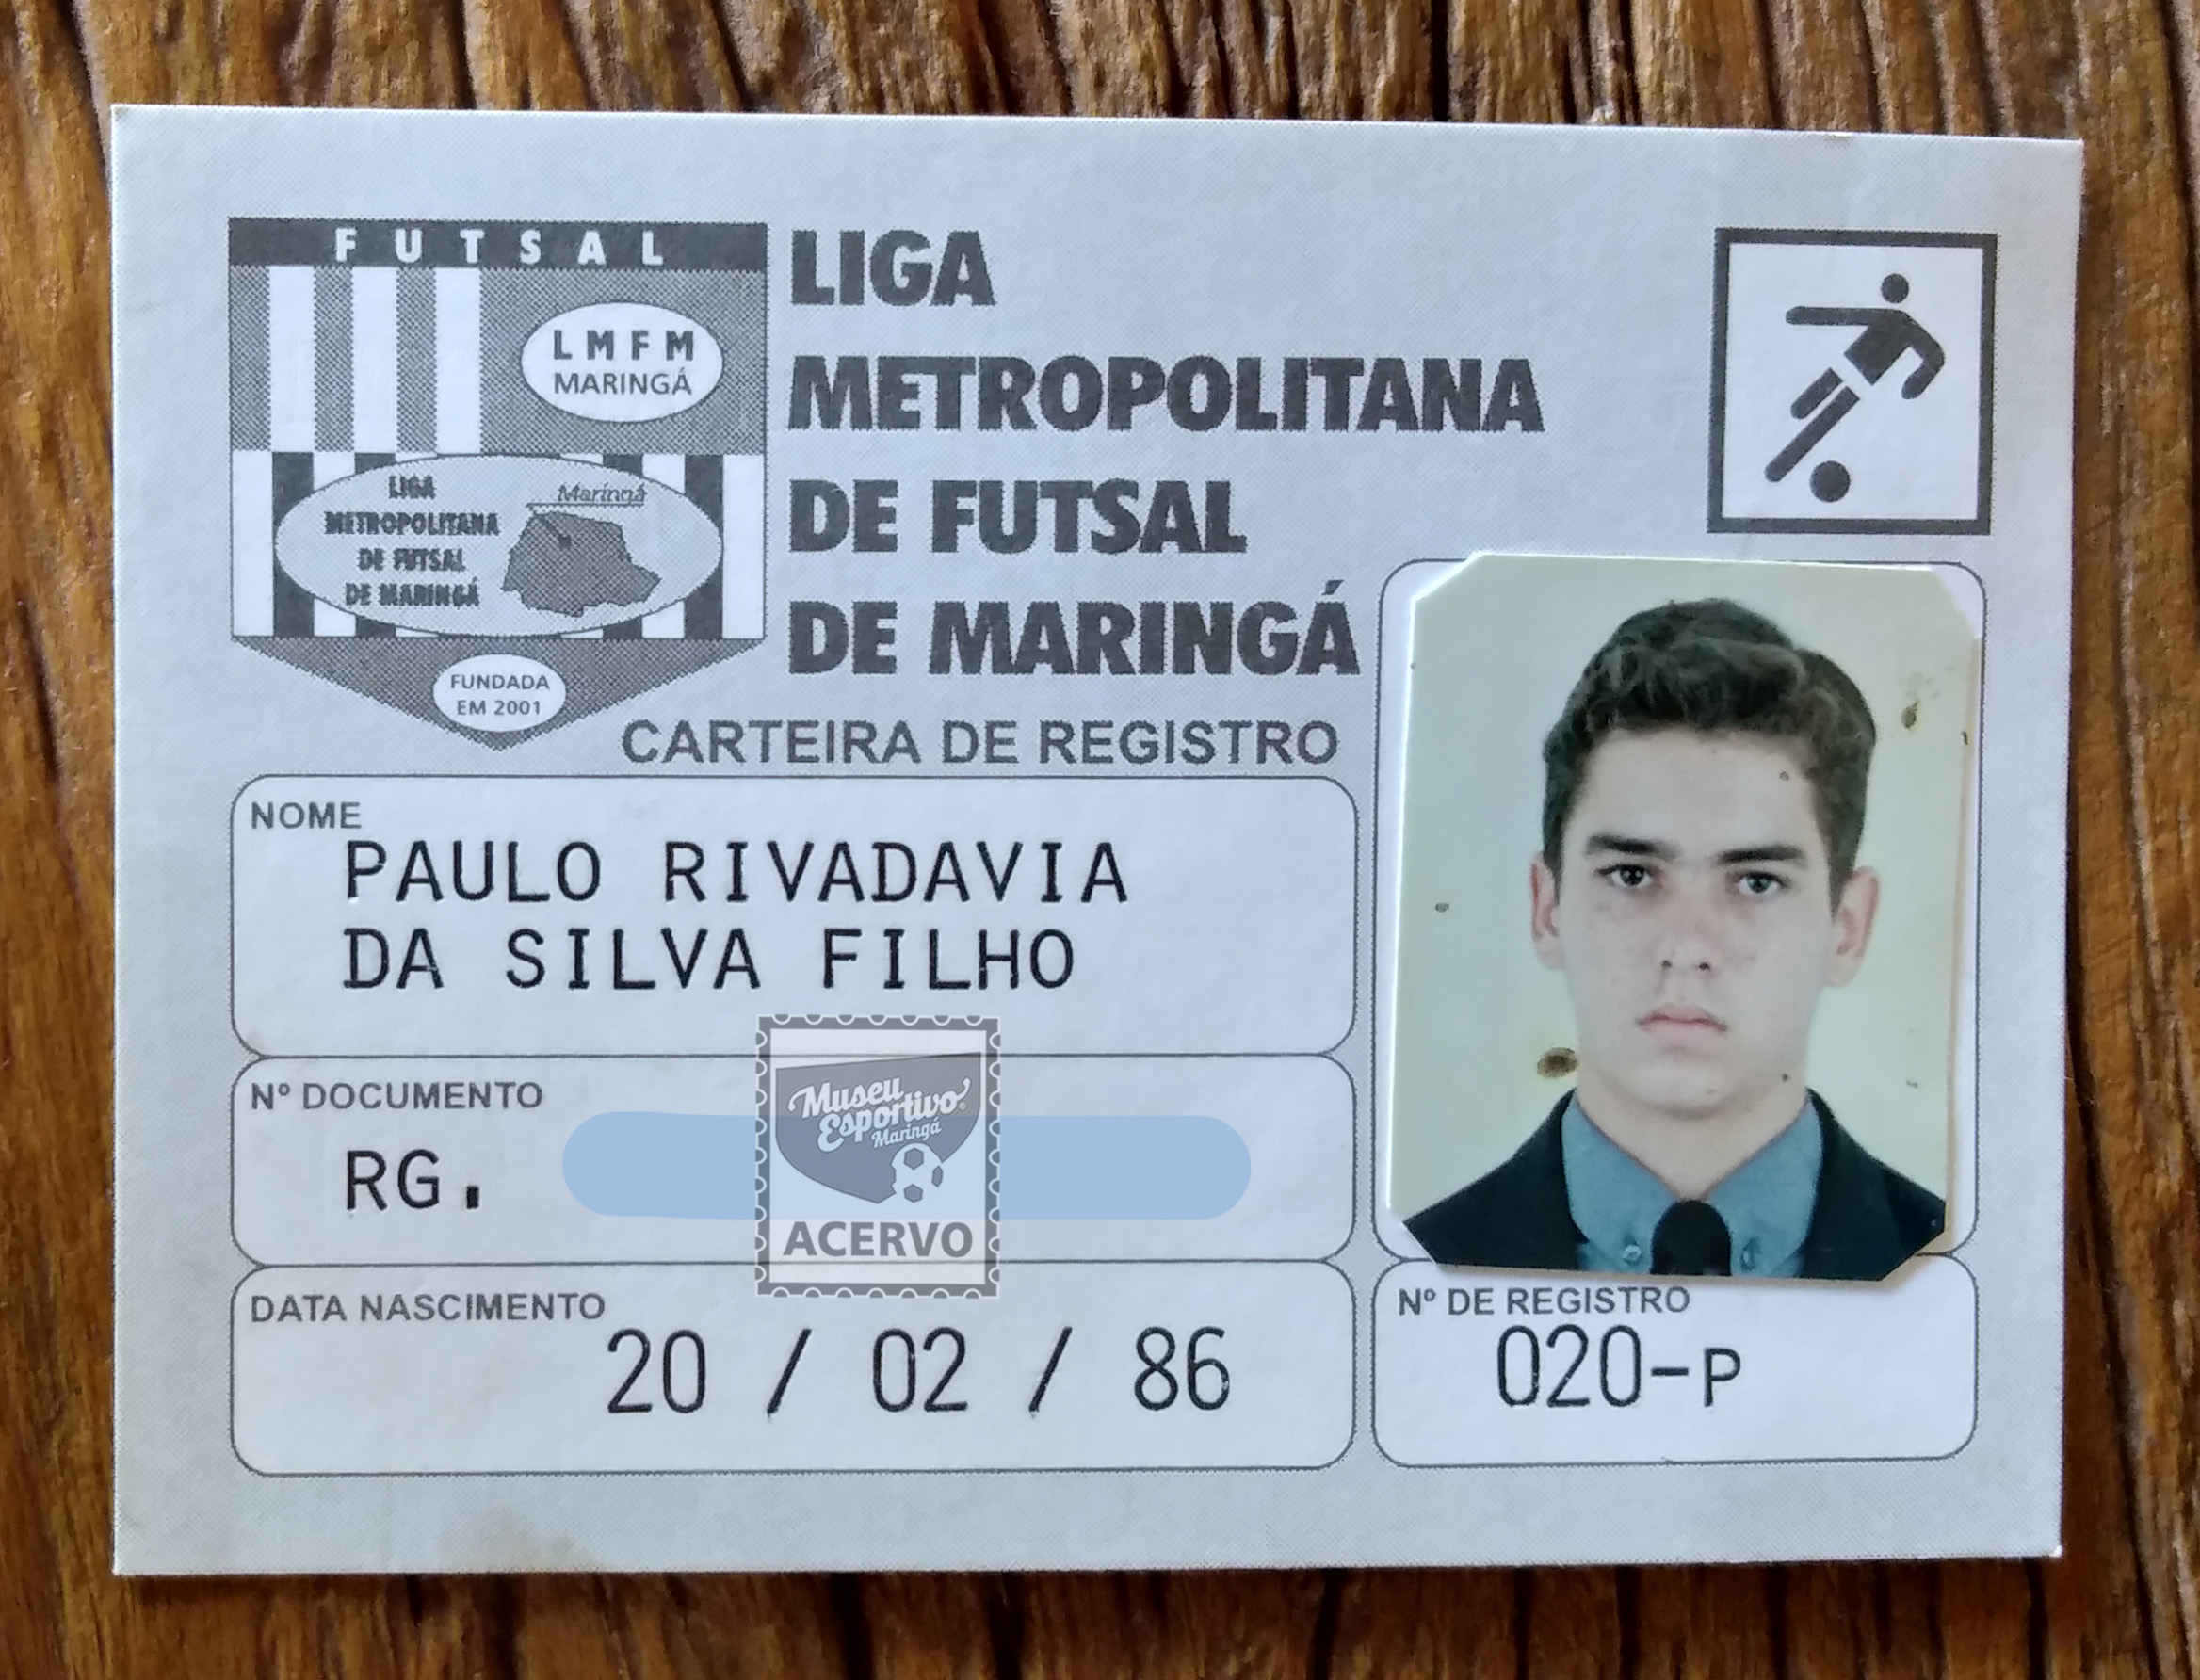 FUTSAL
LMFM
MARINGÁ
LIGA
METROPOLITANA
DE FUTSAL
DE MARINGÁ
Maringá
FUNDADA
EM 2001
LIGA
METROPOLITANA
DE FUTSAL
DE MARINGÁ
CARTEIRA DE REGISTRO
NOME
PAULO RIVADAVIA
DA SILVA FILHO
Nº DOCUMENTO
RG.
Museu
Esportivo
Maringá
ACERVO
DATA NASCIMENTO
20 / 02 / 86
Nº DE REGISTRO
020-P